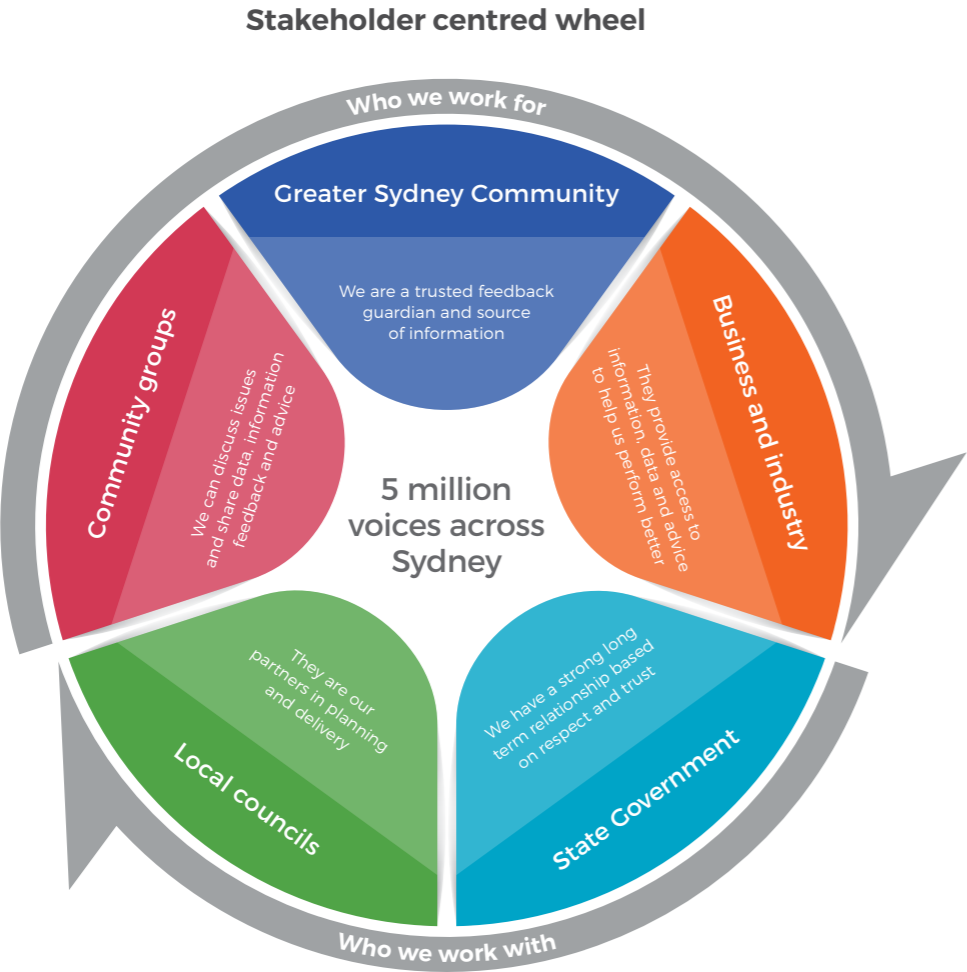 Stakeholder centred wheel
Who we work for
Greater Sydney Community
We are a trusted feedback
guardian and source
of information
Business and industry
They provide access to
information, data and advice
to help us perform better
State Government
We have a strong long
term relationship based
on respect and trust
Who we work with
Local councils
They are our
partners in planning
and delivery
Community groups
We can discuss issues
and share data, information
feedback and advice
5 million
voices across
Sydney